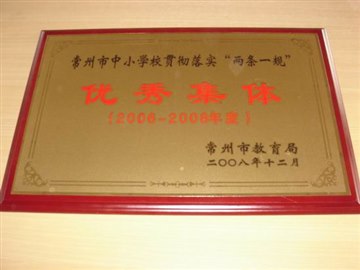 常州市中小学校贯彻落实“两条一规”
优秀集体
（2006-2008年度）
常州市教育局
二〇〇八年十二月